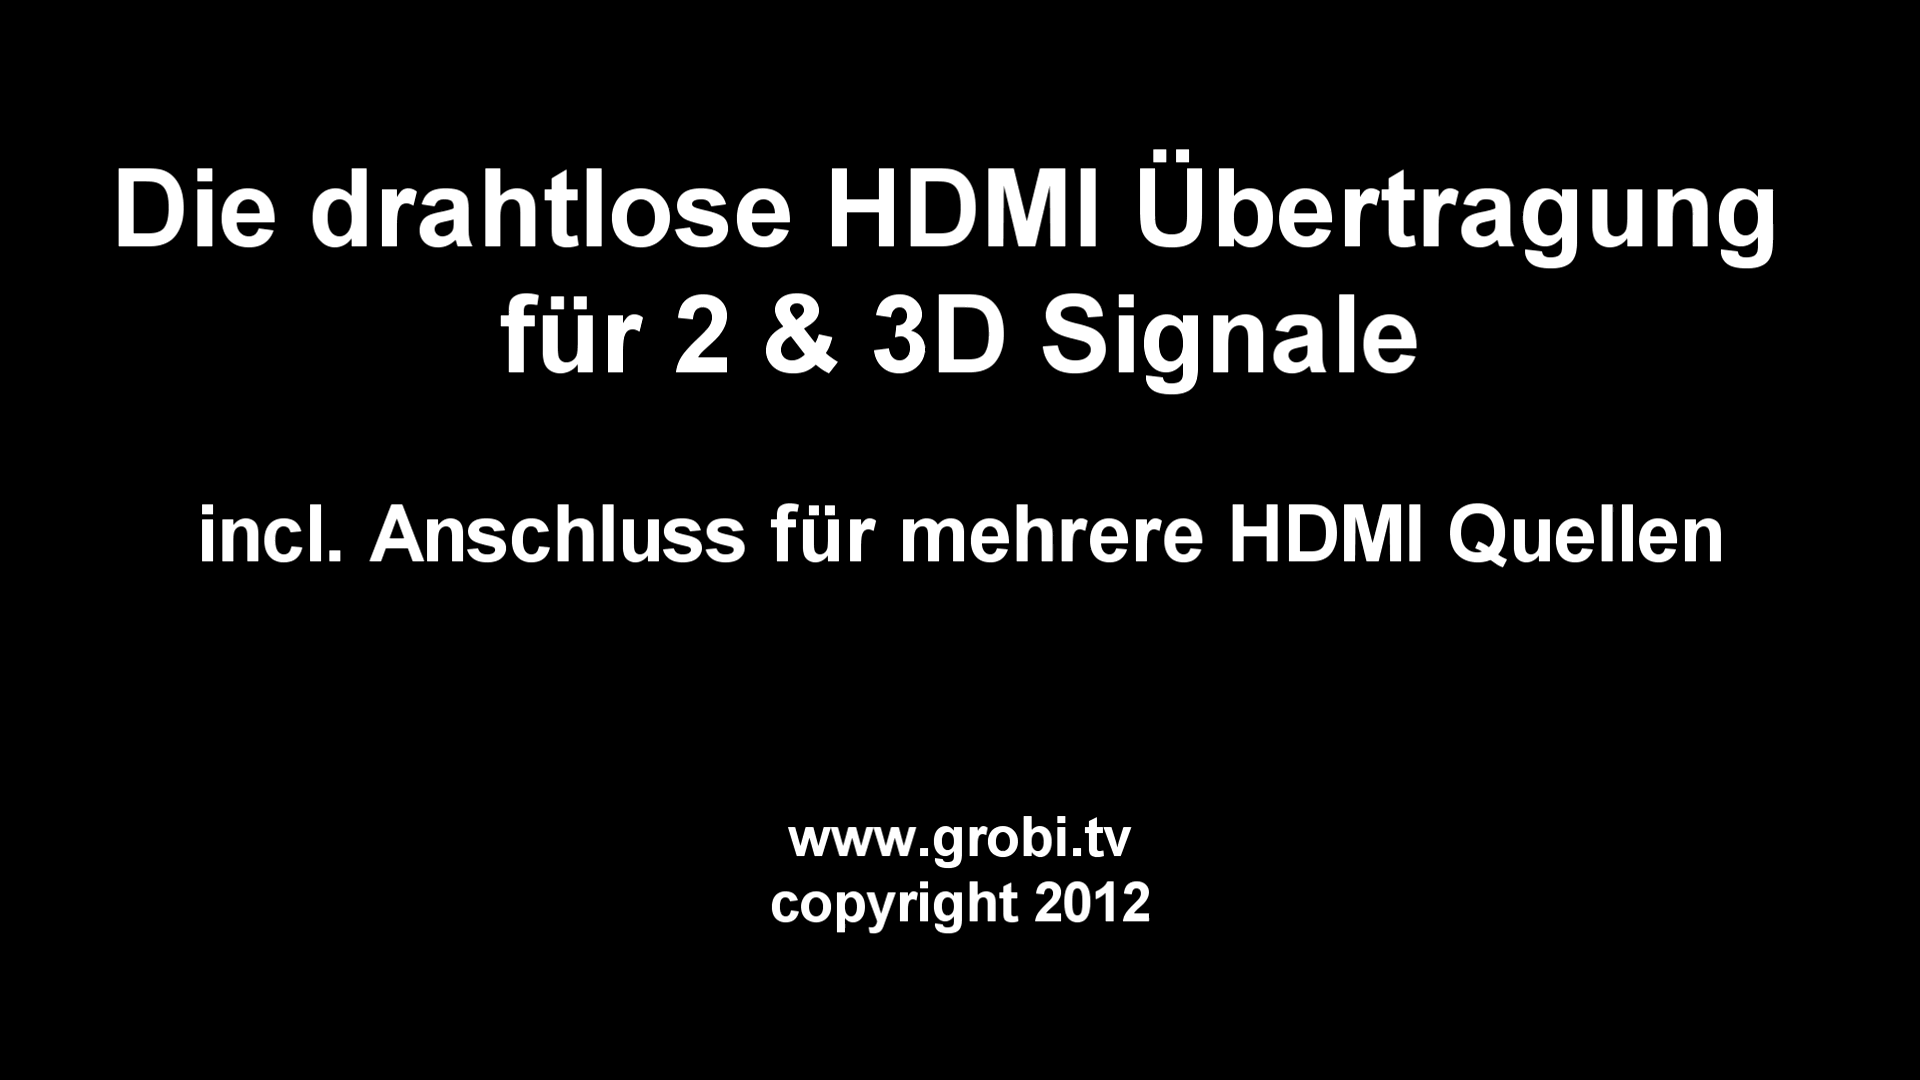 Die drahtlose HDMI Übertragung
für 2 & 3D Signale
incl. Anschluss für mehrere HDMI Quellen
www.grobi.tv
copyright 2012